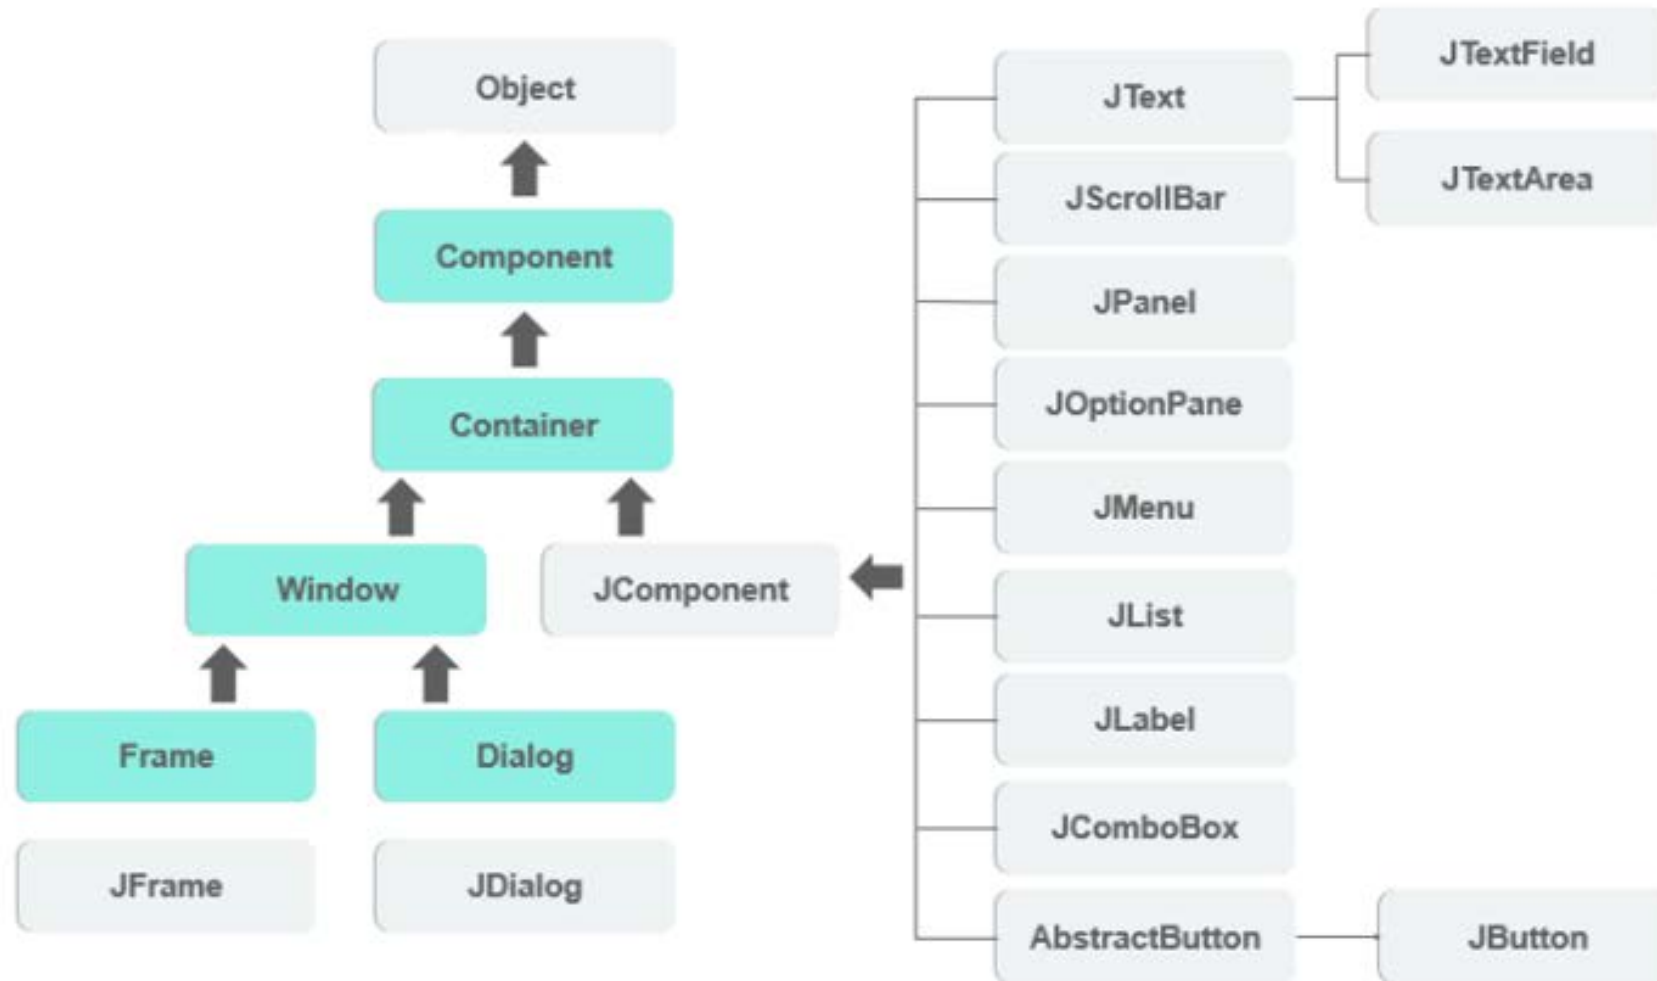 Object
Component
Container
Window
JComponent
Frame
Dialog
JFrame
JDialog
JText
JScrollBar
JPanel
JOptionPane
JMenu
JList
JLabel
JComboBox
AbstractButton
JTextField
JTextArea
JButton